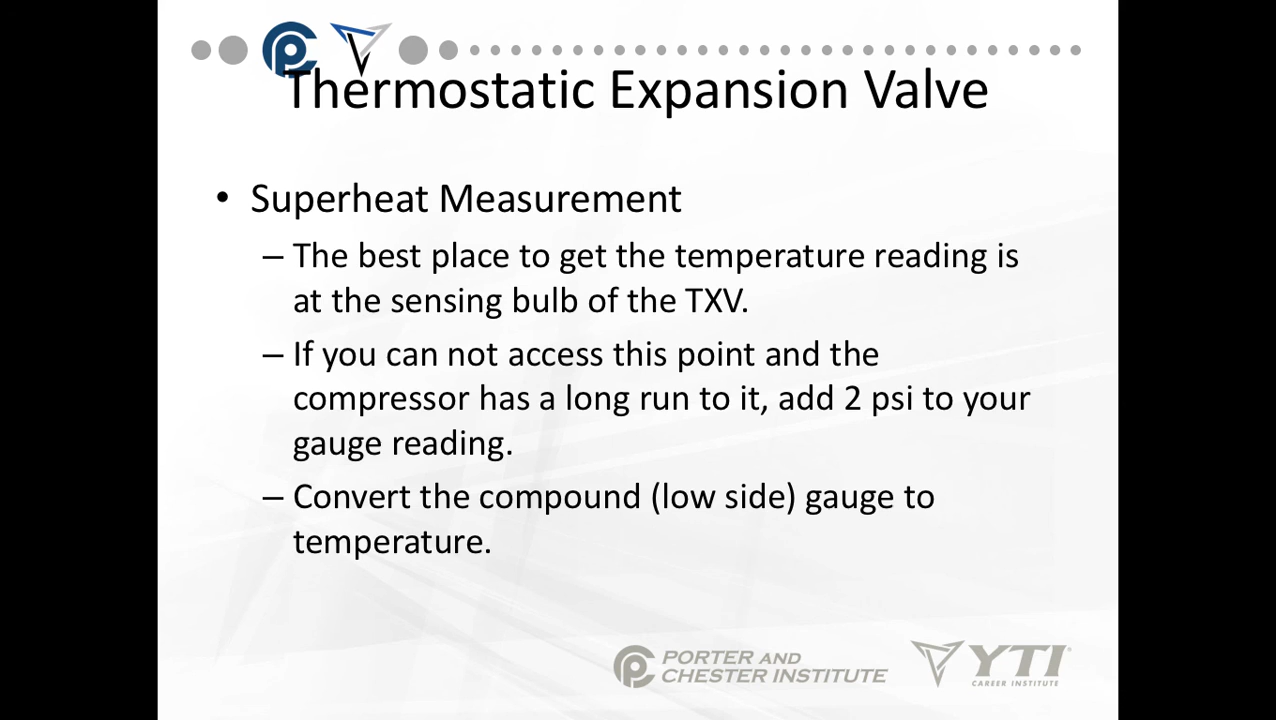 Thermostatic Expansion Valve
• Superheat Measurement
– The best place to get the temperature reading is
at the sensing bulb of the TXV.
– If you can not access this point and the
compressor has a long run to it, add 2 psi to your
gauge reading.
– Convert the compound (low side) gauge to
temperature.
PORTER AND
CHESTER INSTITUTE
YTI®
CAREER INSTITUTE